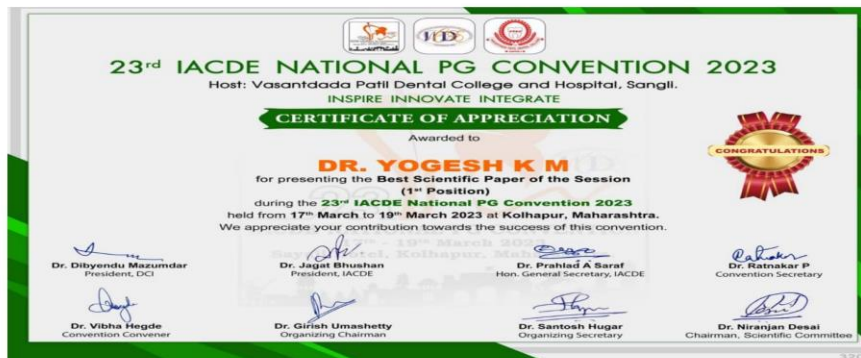 23rd IACDE NATIONAL PG CONVENTION 2023
Host: Vasantdada Patil Dental College and Hospital, Sangli.
INSPIRE INNOVATE INTEGRATE
CERTIFICATE OF APPRECIATION
Awarded to
DR. YOGESH K M
CONGRATULATIONS
for presenting the Best Scientific Paper of the Session
(1st Position)
during the 23rd IACDE National PG Convention 2023
held from 17th March to 19th March 2023 at Kolhapur, Maharashtra.
We appreciate your contribution towards the success of this convention.
Dr. Dibyendu Mazumdar
President, DCI
Dr. Jagat Bhushan
President, IACDE
Dr. Prahlad A Saraf
Hon. General Secretary, IACDE
Dr. Ratnakar P
Convention Secretary
Dr. Vibha Hegde
Convention Convener
Dr. Girish Umashetty
Organizing Chairman
Dr. Santosh Hugar
Organizing Secretary
Dr. Niranjan Desai
Chairman, Scientific Committee